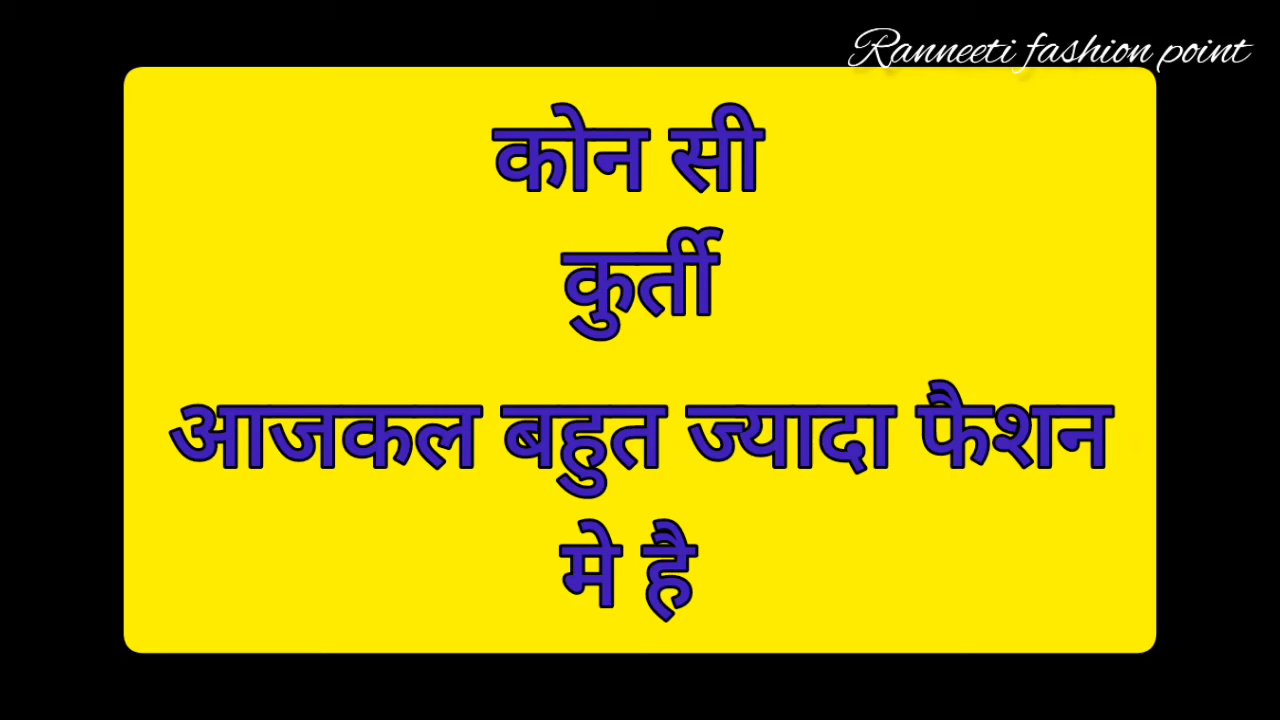 Ranneeti fashion point
कोन सी
कुर्ती
आजकल बहुत ज्यादा फैशन
मे है